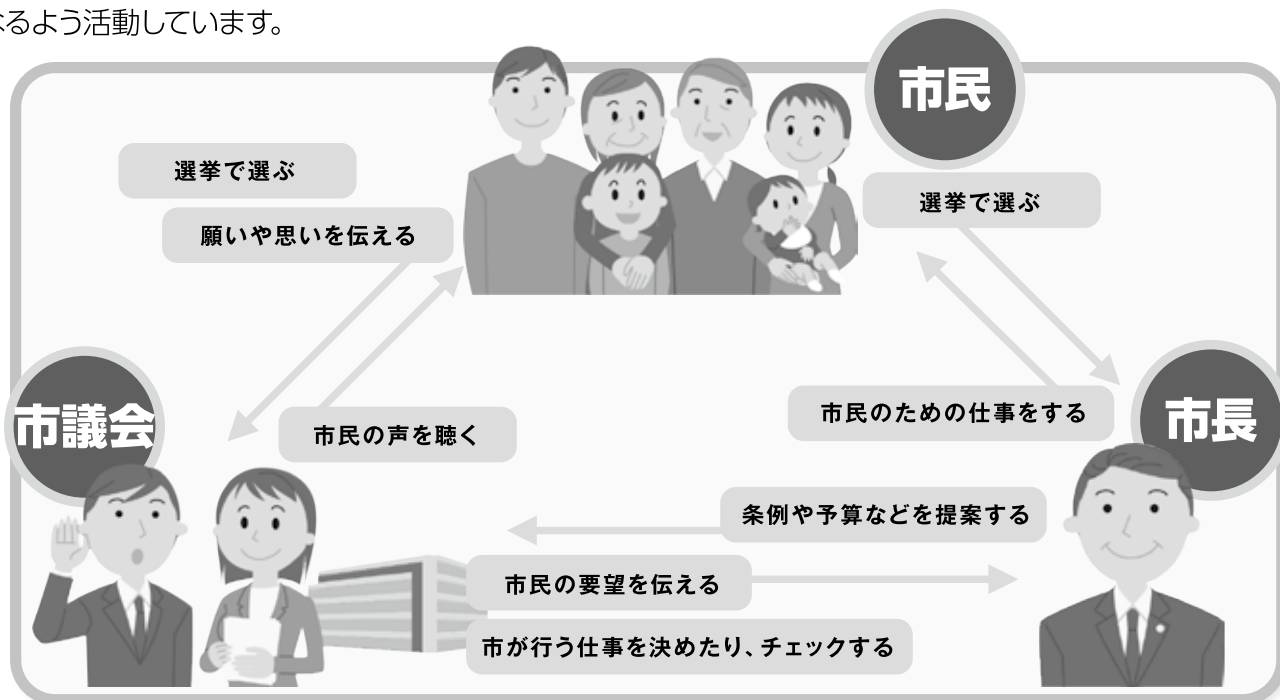 なるよう活動しています。
市民
選挙で選ぶ
願いや思いを伝える
選挙で選ぶ
市議会
市民の声を聴く
市民のための仕事をする
市長
条例や予算などを提案する
市民の要望を伝える
市が行う仕事を決めたり、チェックする